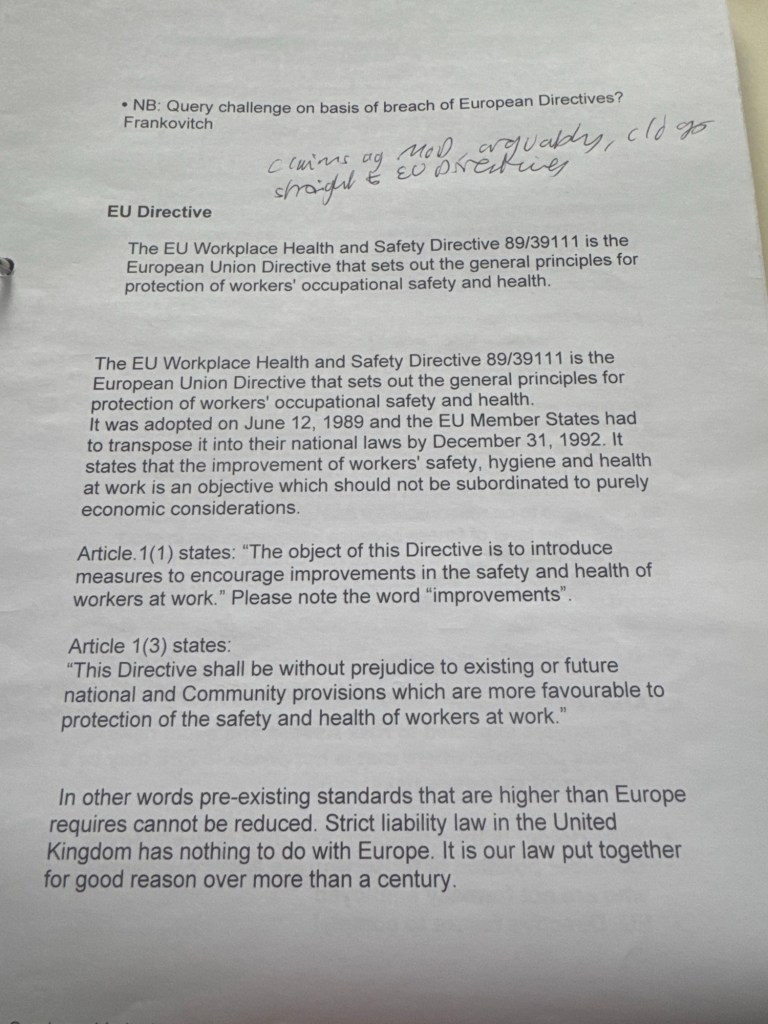 • NB: Query challenge on basis of breach of European Directives?
Frankovitch
claims ag MOD, arguably, cld go
straight to EU Directives
EU Directive
The EU Workplace Health and Safety Directive 89/39111 is the
European Union Directive that sets out the general principles for
protection of workers' occupational safety and health.
The EU Workplace Health and Safety Directive 89/39111 is the
European Union Directive that sets out the general principles for
protection of workers' occupational safety and health.
It was adopted on June 12, 1989 and the EU Member States had
to transpose it into their national laws by December 31, 1992. It
states that the improvement of workers' safety, hygiene and health
at work is an objective which should not be subordinated to purely
economic considerations.
Article.1(1) states: “The object of this Directive is to introduce
measures to encourage improvements in the safety and health of
workers at work.” Please note the word “improvements”.
Article 1(3) states:
“This Directive shall be without prejudice to existing or future
national and Community provisions which are more favourable to
protection of the safety and health of workers at work.”
In other words pre-existing standards that are higher than Europe
requires cannot be reduced. Strict liability law in the United
Kingdom has nothing to do with Europe. It is our law put together
for good reason over more than a century.